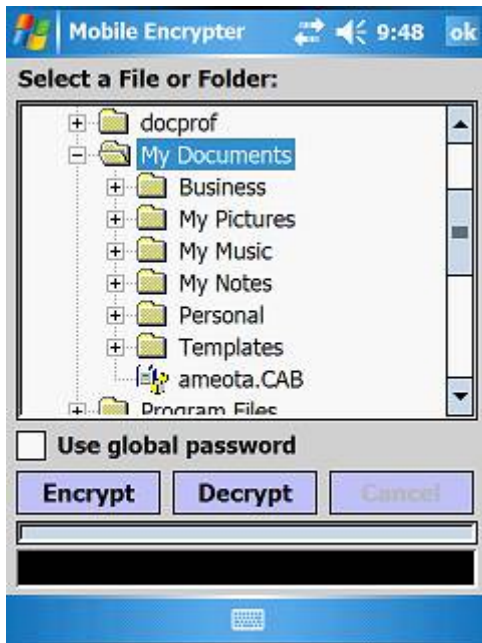 Mobile Encrypter 9:48 ok
Select a File or Folder:
docprof
My Documents
Business
My Pictures
My Music
My Notes
Personal
Templates
ameota.CAB
Program Files
Use global password
Encrypt Decrypt Cancel